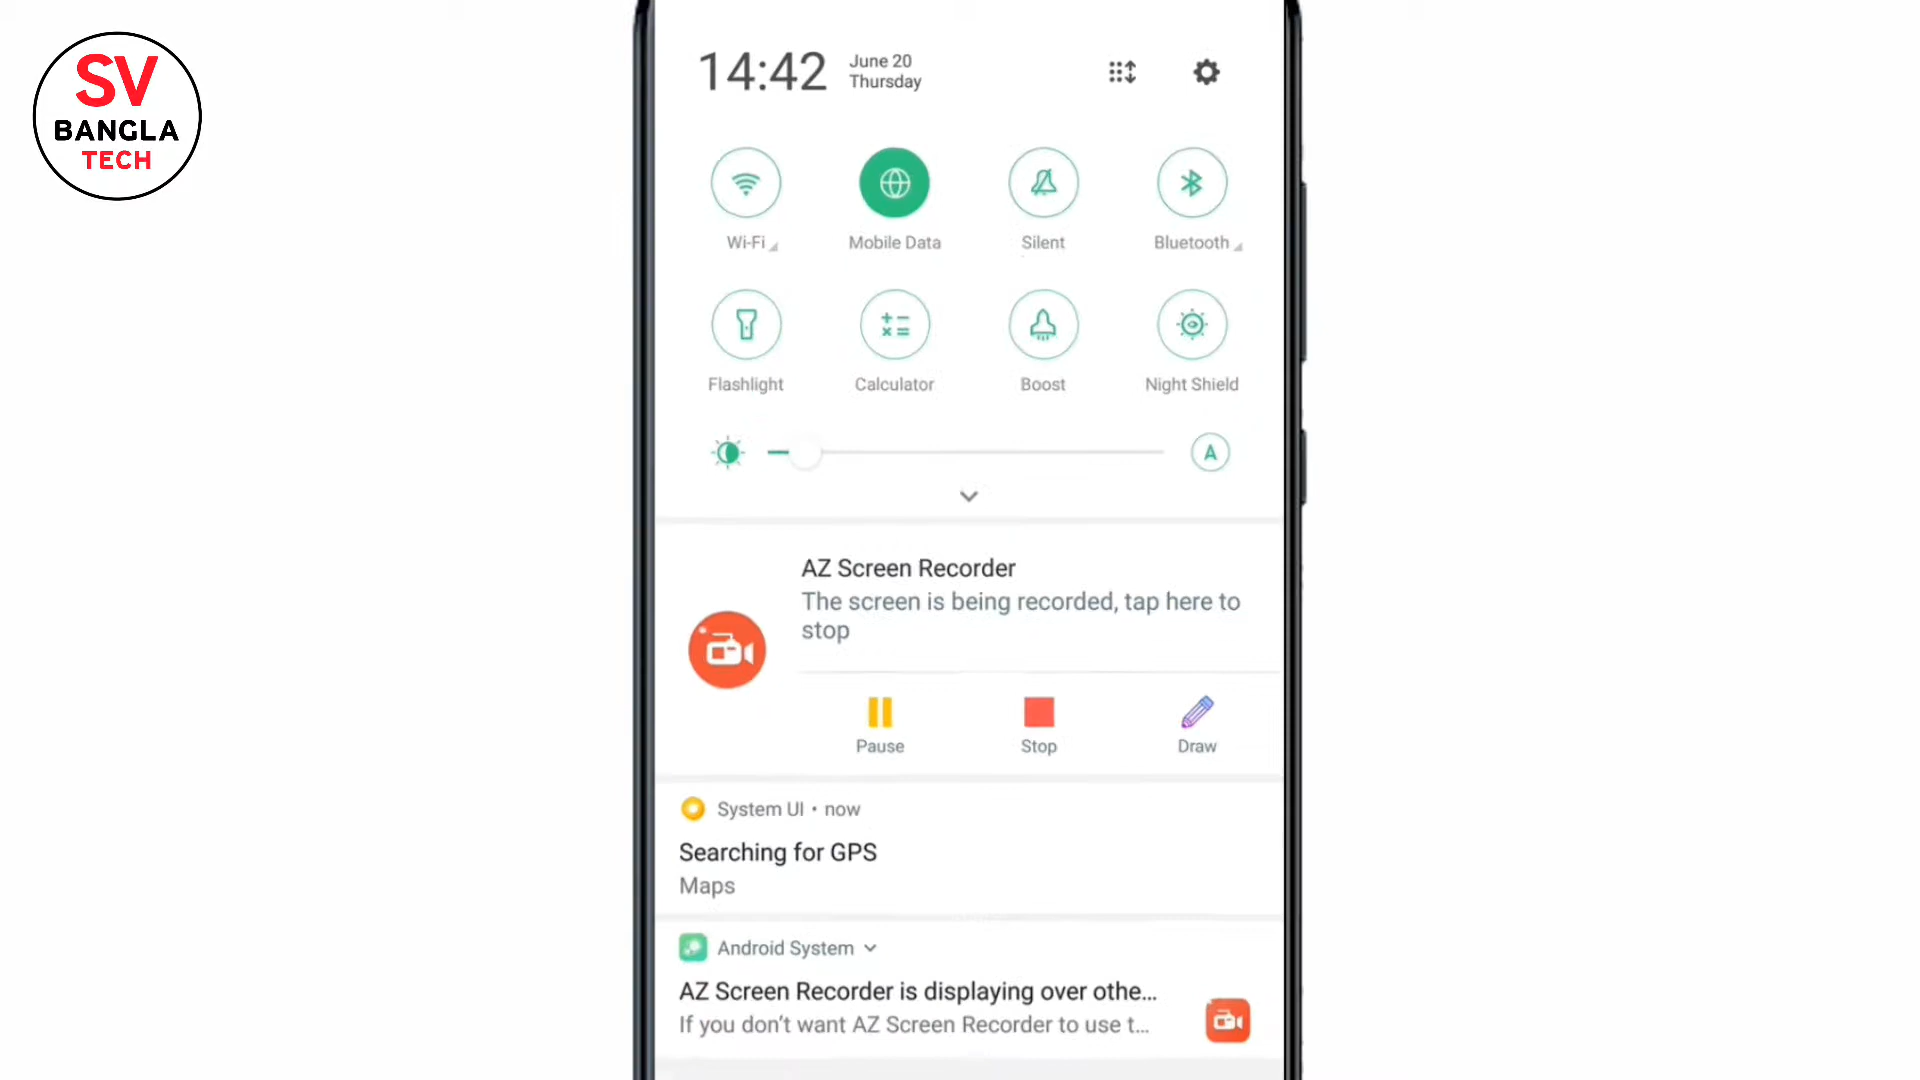 SV
BANGLA
TECH
14:42
June 20
Thursday
Wi-Fi
Mobile Data
Silent
Bluetooth
Flashlight
Calculator
Boost
Night Shield
A
AZ Screen Recorder
The screen is being recorded, tap here to
stop
Pause
Stop
Draw
System UI • now
Searching for GPS
Maps
Android System
AZ Screen Recorder is displaying over othe...
If you don't want AZ Screen Recorder to use t...